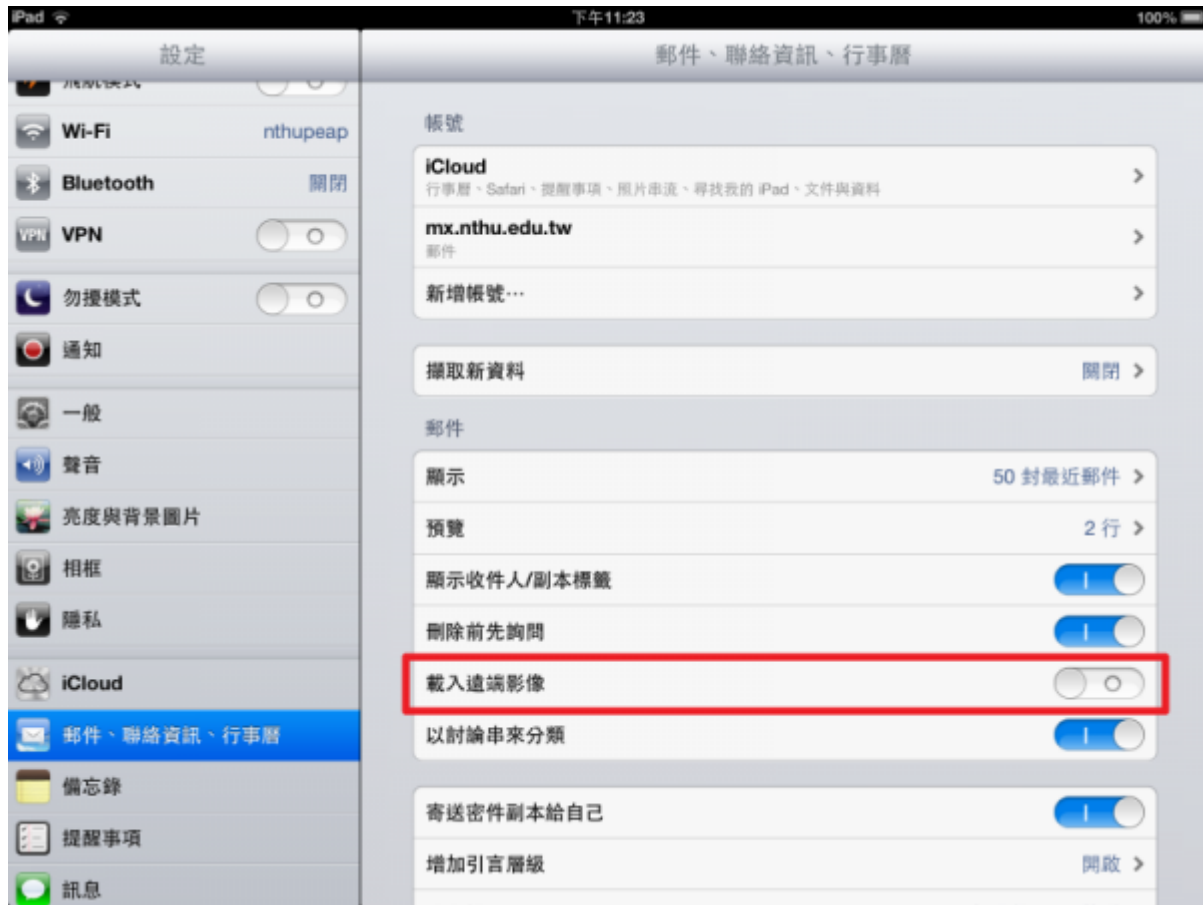 iPad 下午11:23 100%
設定
飛航模式
Wi-Fi nthupeap
Bluetooth 關閉
VPN VPN
勿擾模式
通知
一般
聲音
亮度與背景圖片
相框
隱私
iCloud
郵件、聯絡資訊、行事曆
備忘錄
提醒事項
訊息
郵件、聯絡資訊、行事曆
帳號
iCloud
行事曆、Safari、提醒事項、照片串流、尋找我的 iPad、文件與資料
mx.nthu.edu.tw
郵件
新增帳號…
擷取新資料 關閉
郵件
顯示 50 封最近郵件
預覽 2 行
顯示收件人/副本標籤
刪除前先詢問
載入遠端影像
以討論串來分類
寄送密件副本給自己
增加引言層級 開啟